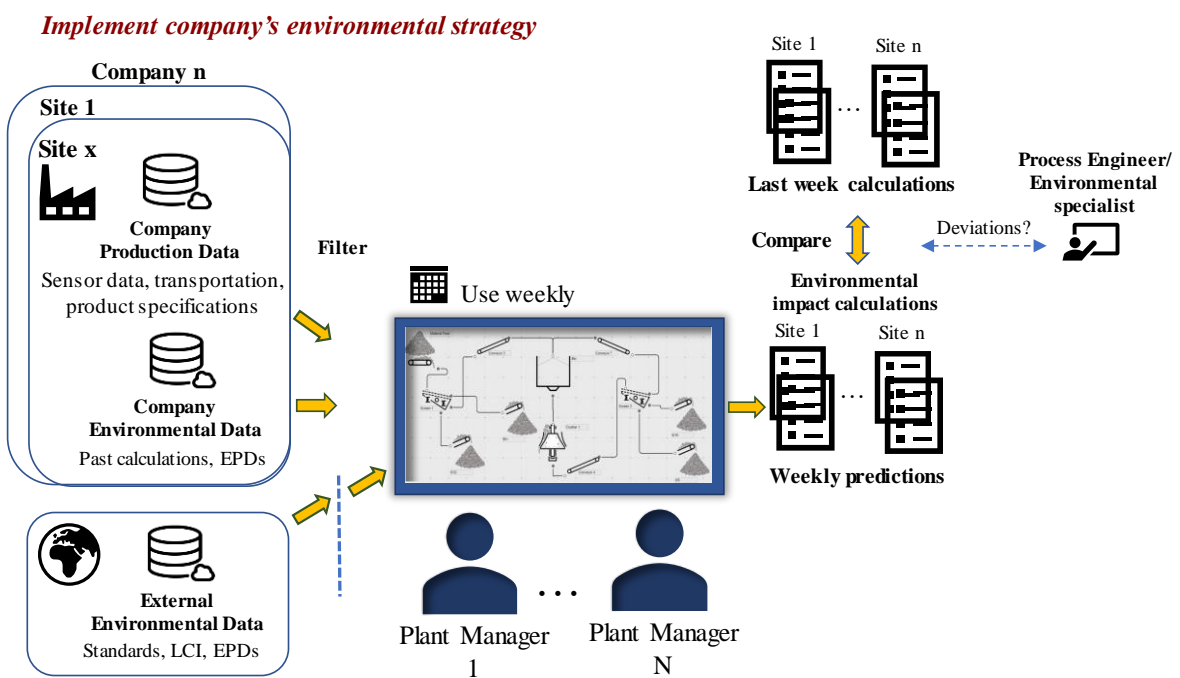 Implement company's environmental strategy
Company n
Site 1
Site x
Company
Production Data
Sensor data, transportation,
product specifications
Company
Environmental Data
Past calculations, EPDs
External
Environmental Data
Standards, LCI, EPDs
Filter
Use weekly
Plant Manager
1
...
Plant Manager
N
Site 1
Site n
...
Last week calculations
Compare
Deviations?
Process Engineer/
Environmental
specialist
Environmental
impact calculations
Site 1
Site n
...
Weekly predictions